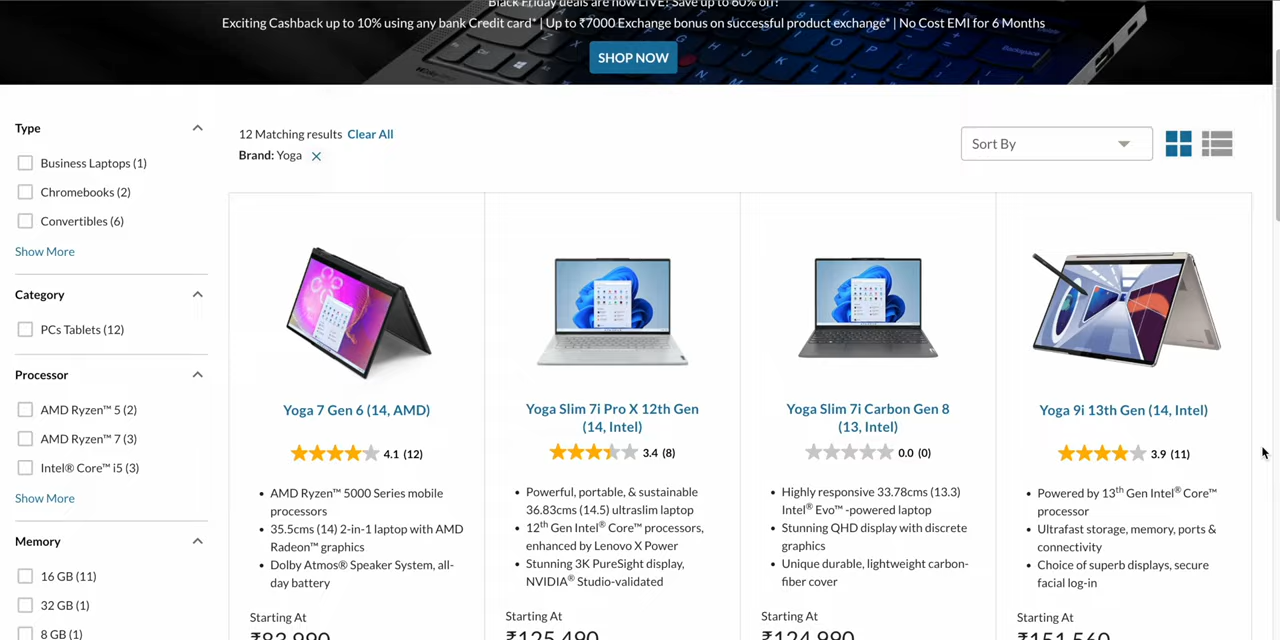 Black Friday deals are now LIVE! Save up to 60% off!
Exciting Cashback up to 10% using any bank Credit card* | Up to ₹7000 Exchange bonus on successful product exchange* | No Cost EMI for 6 Months
SHOP NOW
Type
Business Laptops (1)
Chromebooks (2)
Convertibles (6)
Show More
Category
PCs Tablets (12)
Processor
AMD Ryzen™ 5 (2)
AMD Ryzen™ 7 (3)
Intel® Core™ i5 (3)
Show More
Memory
16 GB (11)
32 GB (1)
8 GB (1)
12 Matching results Clear All
Brand: Yoga
Sort By
Yoga 7 Gen 6 (14, AMD)
4.1 (12)
• AMD Ryzen™ 5000 Series mobile
processors
• 35.5cms (14) 2-in-1 laptop with AMD
Radeon™ graphics
• Dolby Atmos® Speaker System, all-
day battery
Starting At
₹83,990
Yoga Slim 7i Pro X 12th Gen
(14, Intel)
3.4 (8)
• Powerful, portable, & sustainable
36.83cms (14.5) ultraslim laptop
• 12th Gen Intel® Core™ processors,
enhanced by Lenovo X Power
• Stunning 3K PureSight display,
NVIDIA® Studio-validated
Starting At
₹125,490
Yoga Slim 7i Carbon Gen 8
(13, Intel)
0.0 (0)
• Highly responsive 33.78cms (13.3)
Intel® Evo™ -powered laptop
• Stunning QHD display with discrete
graphics
• Unique durable, lightweight carbon-
fiber cover
Starting At
₹124,990
Yoga 9i 13th Gen (14, Intel)
3.9 (11)
• Powered by 13th Gen Intel® Core™
processor
• Ultrafast storage, memory, ports &
connectivity
• Choice of superb displays, secure
facial log-in
Starting At
₹151,560